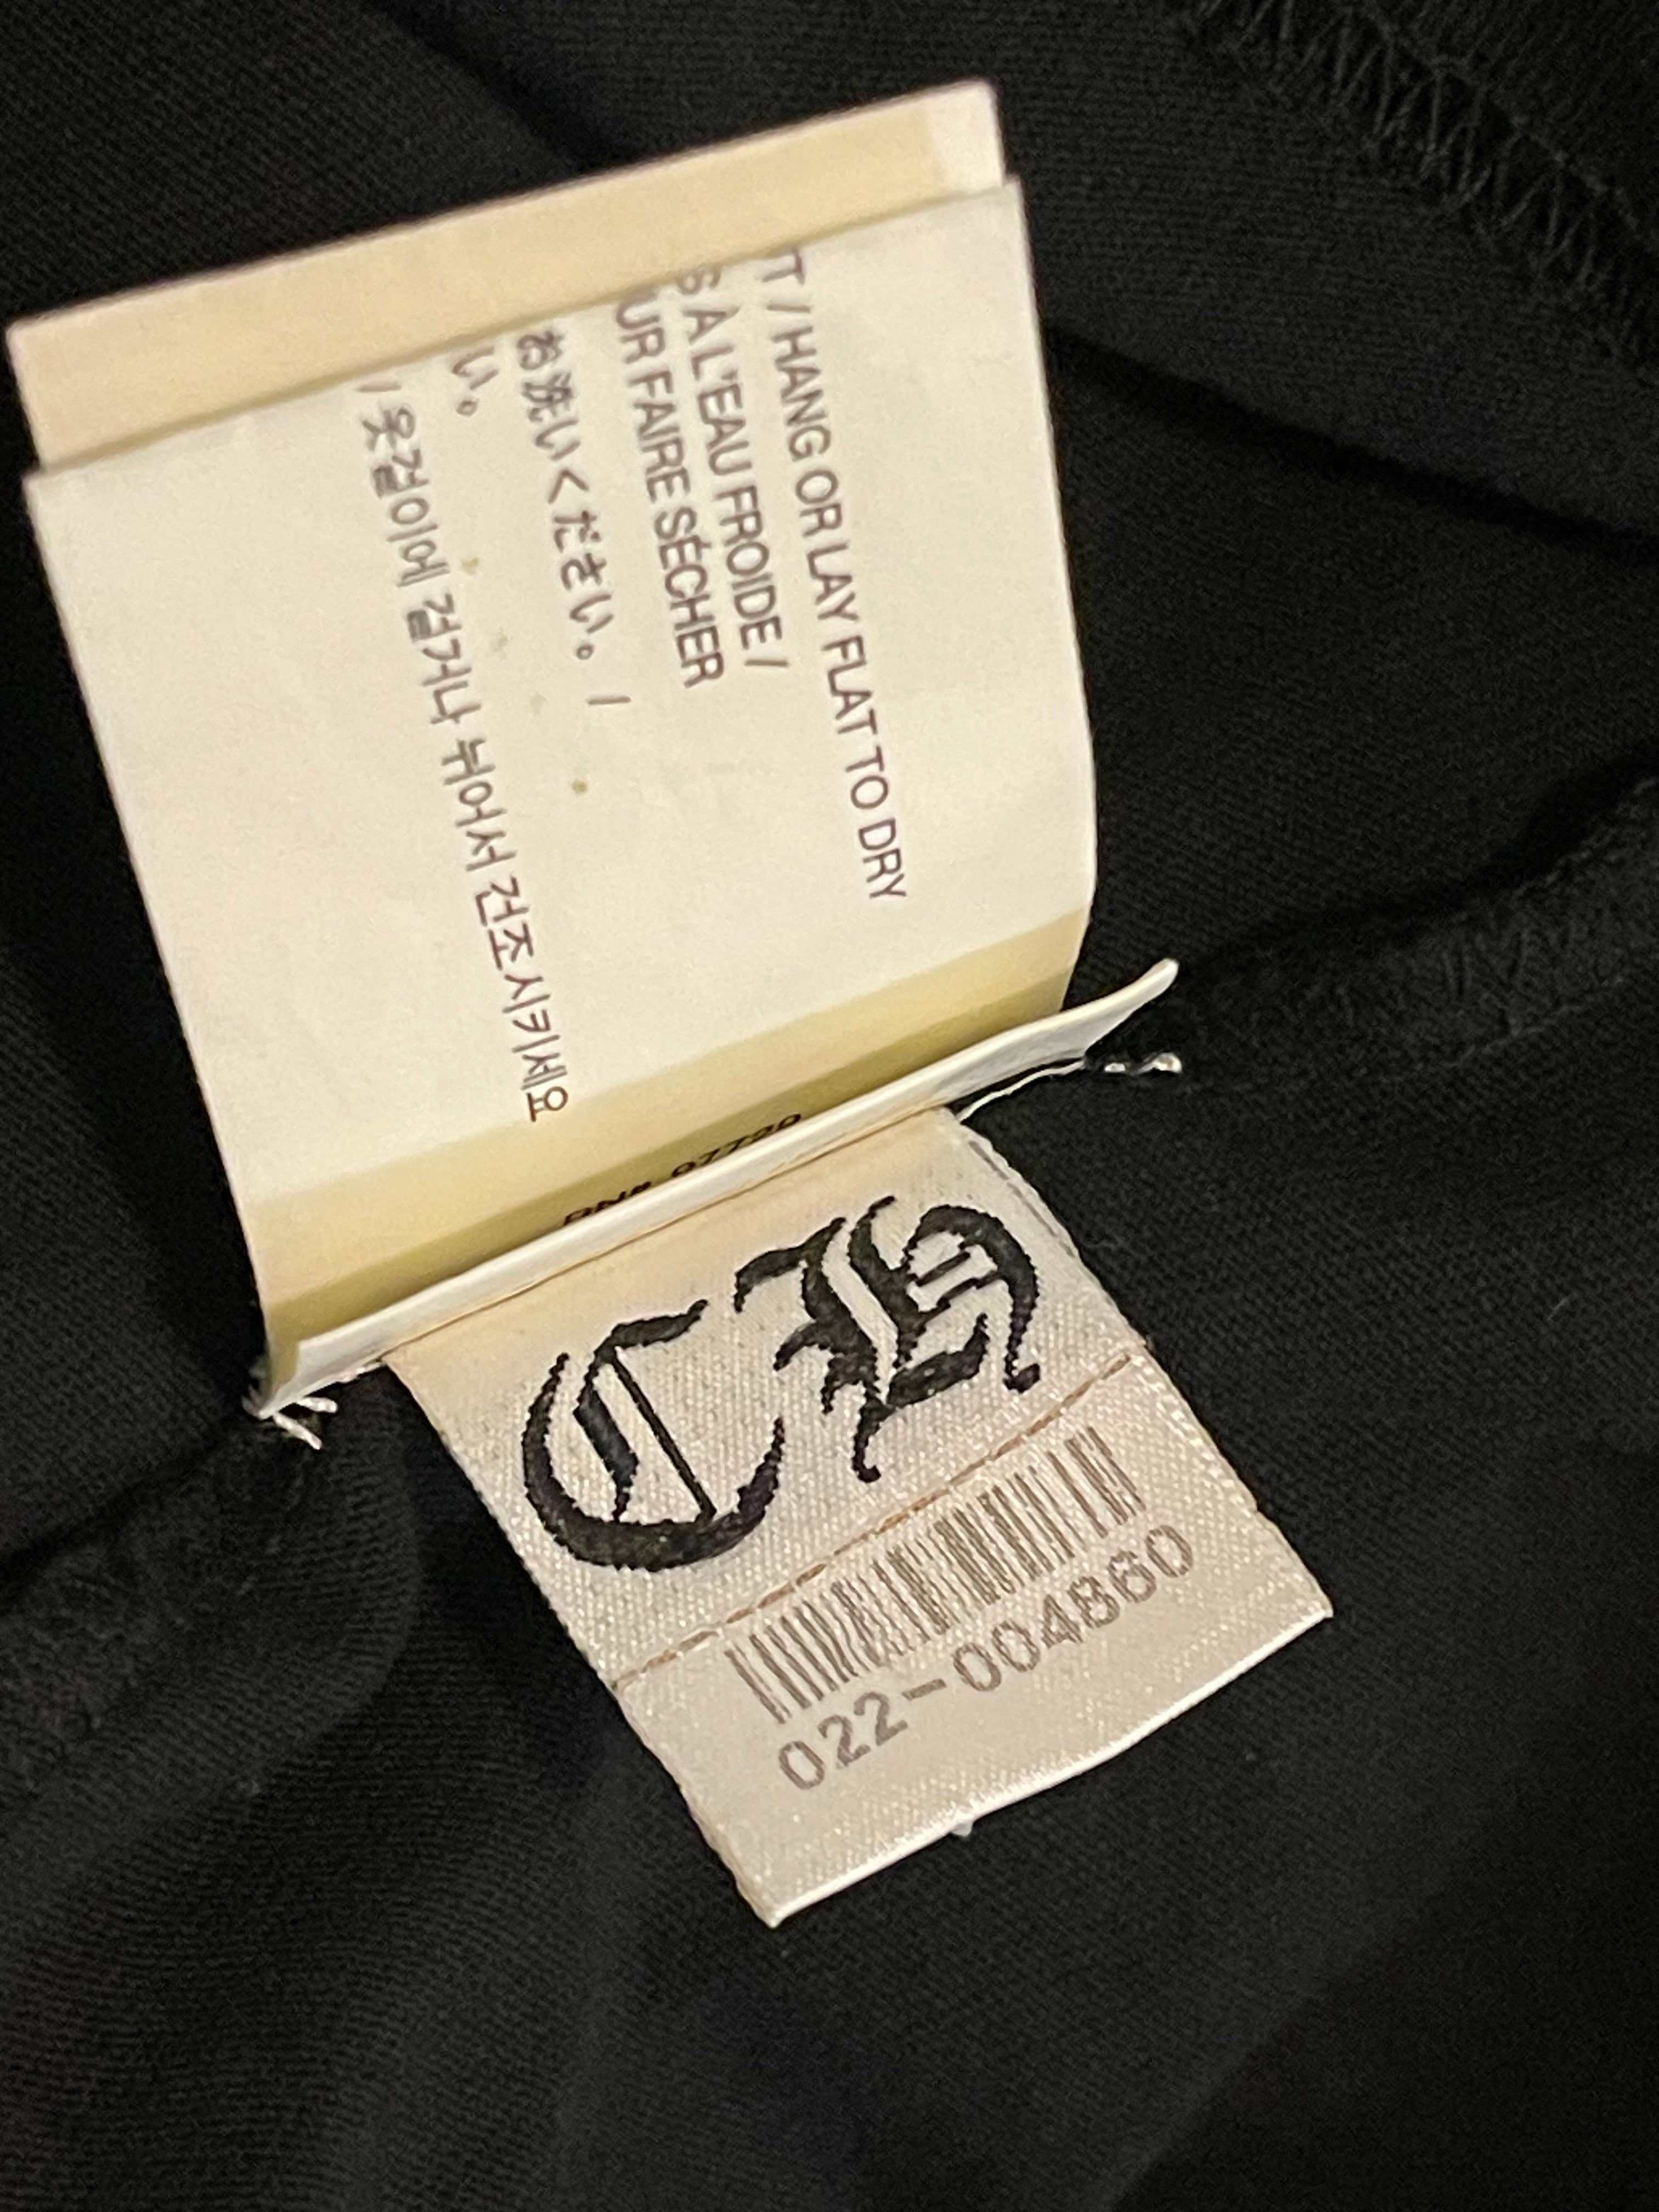 T / HANG OR LAY FLAT TO DRY
S À L'EAU FROIDE /
UR FAIRE SÉCHER
お洗いください。 /
い。
/ 옷걸이에 걸거나 뉘어서 건조시키세요
CH
022-004860